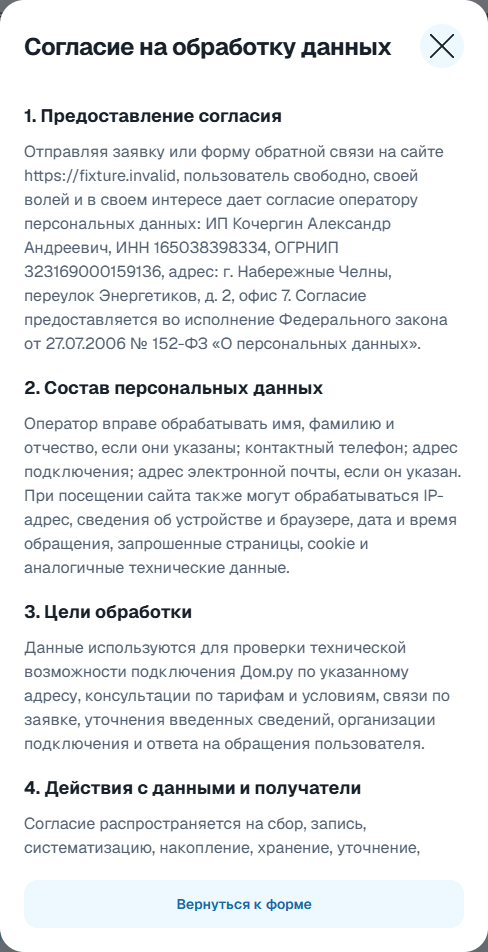 Согласие на обработку данных
1. Предоставление согласия
Отправляя заявку или форму обратной связи на сайте
https://fixture.invalid, пользователь свободно, своей
волей и в своем интересе дает согласие оператору
персональных данных: ИП Кочергин Александр
Андреевич, ИНН 165038398334, ОГРНИП
323169000159136, адрес: г. Набережные Челны,
переулок Энергетиков, д. 2, офис 7. Согласие
предоставляется во исполнение Федерального закона
от 27.07.2006 № 152-ФЗ «О персональных данных».
2. Состав персональных данных
Оператор вправе обрабатывать имя, фамилию и
отчество, если они указаны; контактный телефон; адрес
подключения; адрес электронной почты, если он указан.
При посещении сайта также могут обрабатываться IP-
адрес, сведения об устройстве и браузере, дата и время
обращения, запрошенные страницы, cookie и
аналогичные технические данные.
3. Цели обработки
Данные используются для проверки технической
возможности подключения Дом.ру по указанному
адресу, консультации по тарифам и условиям, связи по
заявке, уточнения введенных сведений, организации
подключения и ответа на обращения пользователя.
4. Действия с данными и получатели
Согласие распространяется на сбор, запись,
систематизацию, накопление, хранение, уточнение,
Вернуться к форме